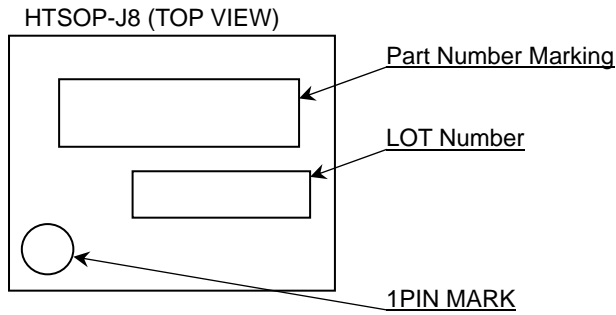 HTSOP-J8 (TOP VIEW)
Part Number Marking
LOT Number
1PIN MARK